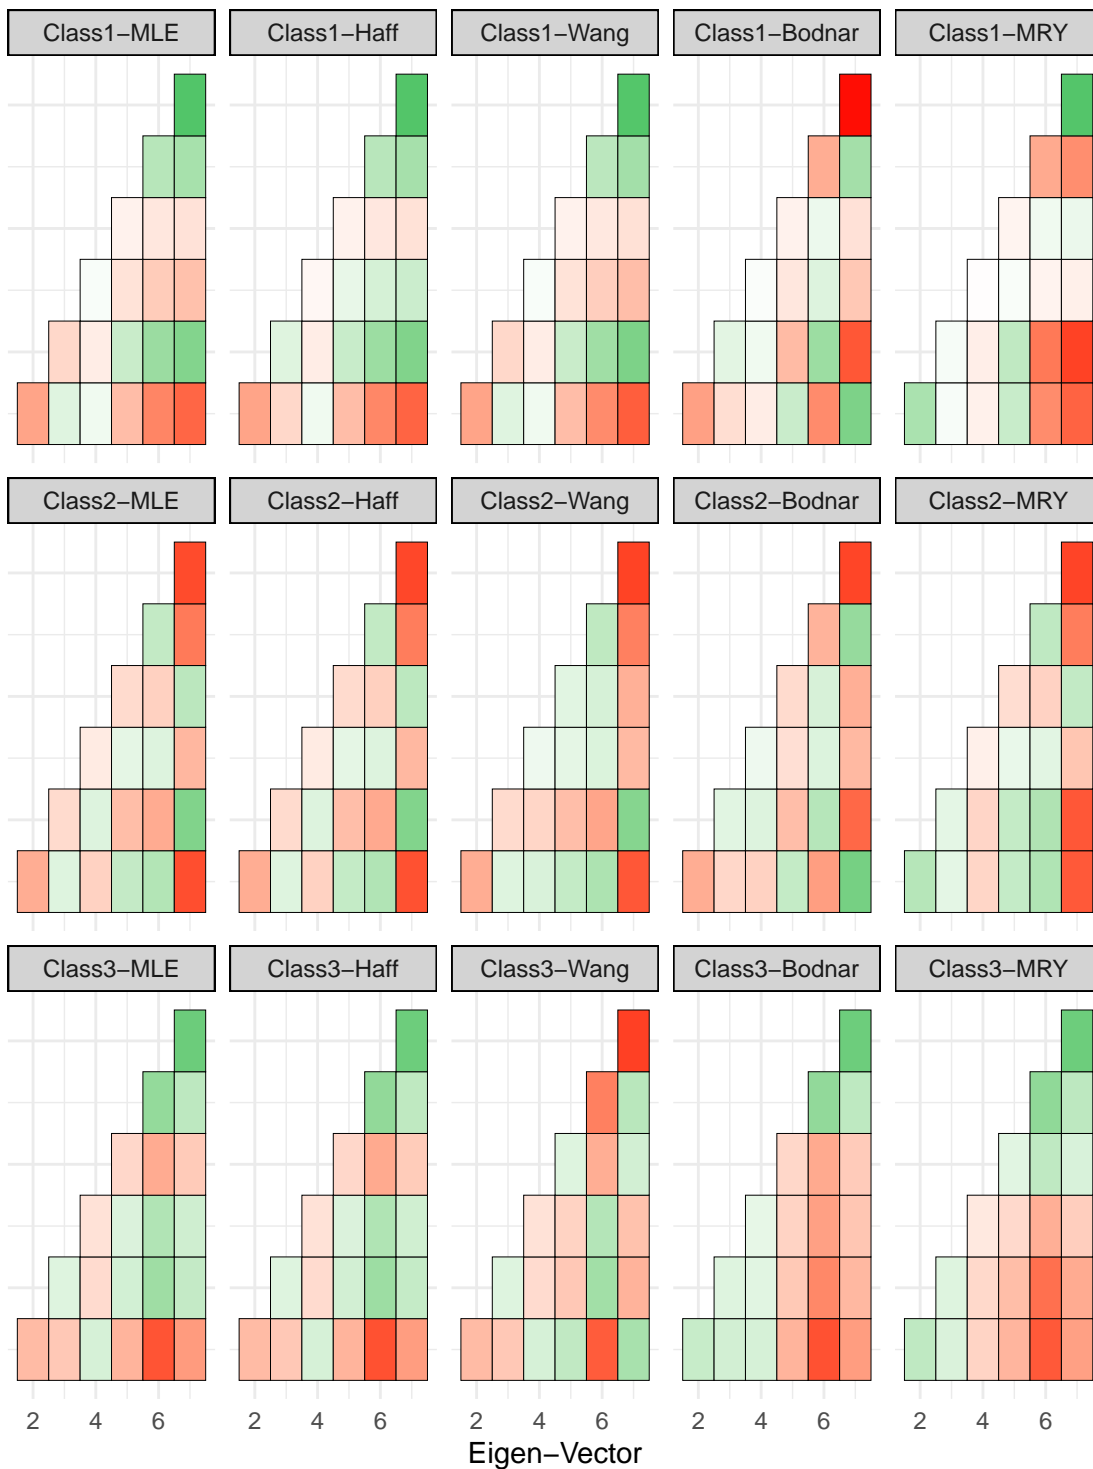 Class1−MLE Class1−Haff Class1−Wang Class1−Bodnar Class1−MRY
Class2−MLE Class2−Haff Class2−Wang Class2−Bodnar Class2−MRY
Class3−MLE Class3−Haff Class3−Wang Class3−Bodnar Class3−MRY
2 4 6 2 4 6 2 4 6 2 4 6 2 4 6
Eigen−Vector